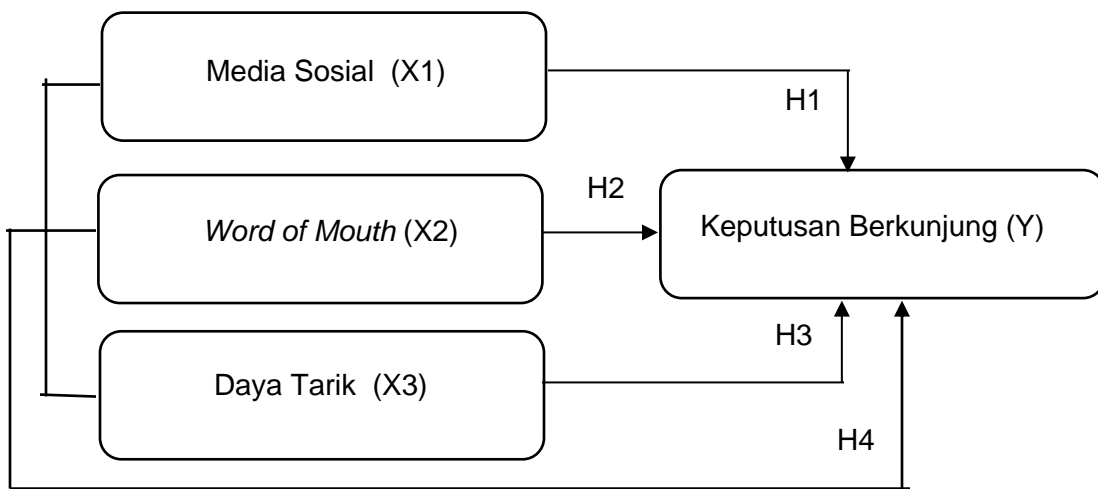 Media Sosial (X1)
H1
H2
Word of Mouth (X2)
Keputusan Berkunjung (Y)
H3
Daya Tarik (X3)
H4